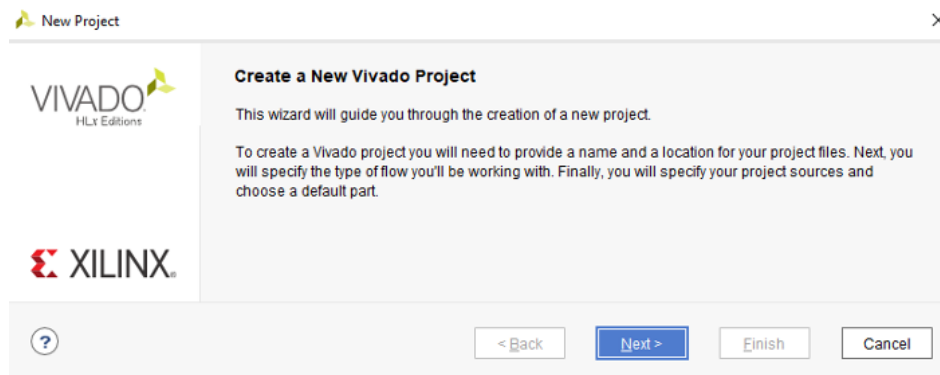 New Project
VIVADO
HLx Editions
Create a New Vivado Project
This wizard will guide you through the creation of a new project.
To create a Vivado project you will need to provide a name and a location for your project files. Next, you
will specify the type of flow you'll be working with. Finally, you will specify your project sources and
choose a default part.
XILINX.
?
< Back
Next >
Finish
Cancel